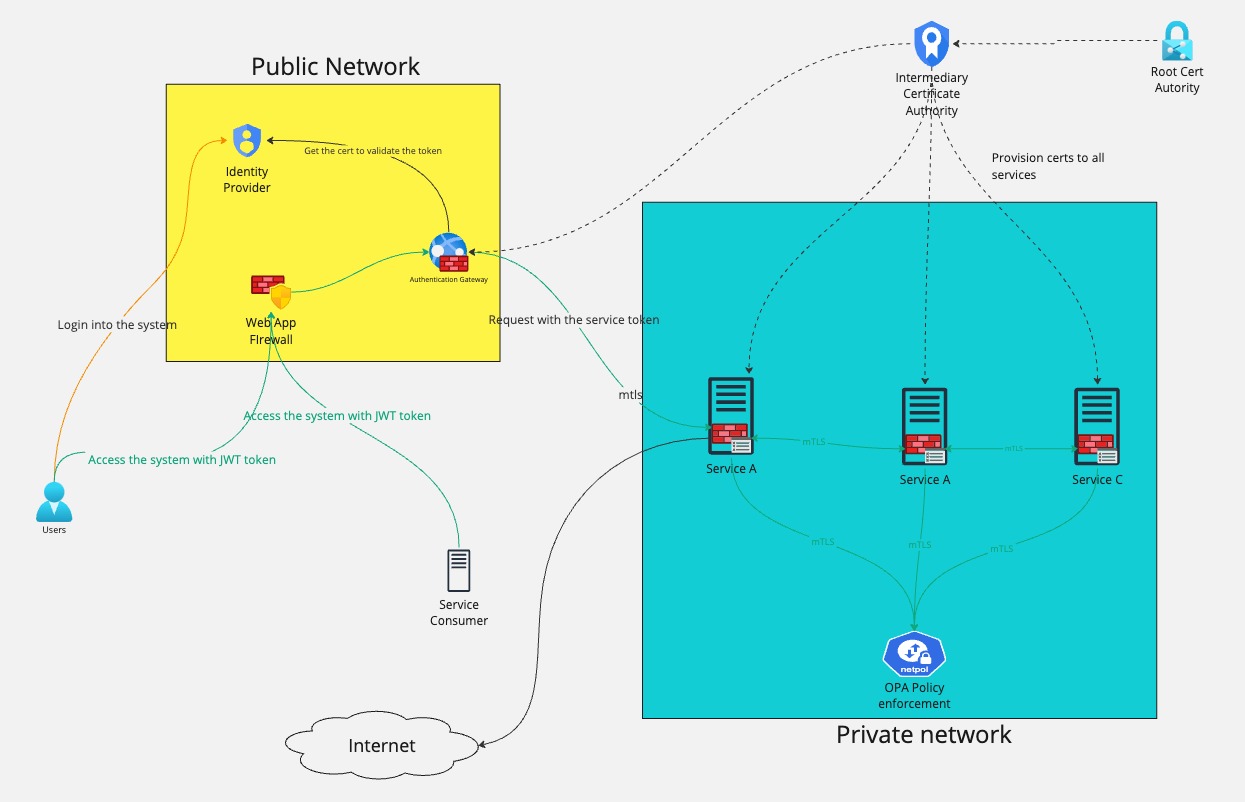 Public Network
Identity
Provider
Get the cert to validate the token
Authentication Gateway
Web App
FIrewall
Login into the system
Access the system with JWT token
Access the system with JWT token
Users
Service
Consumer
Internet
Request with the service token
mtls
Intermediary
Certificate
Authority
Root Cert
Autority
Provision certs to all
services
Service A
mTLS
Service A
mTLS
Service C
mTLS
mTLS
mTLS
netpol
OPA Policy
enforcement
Private network